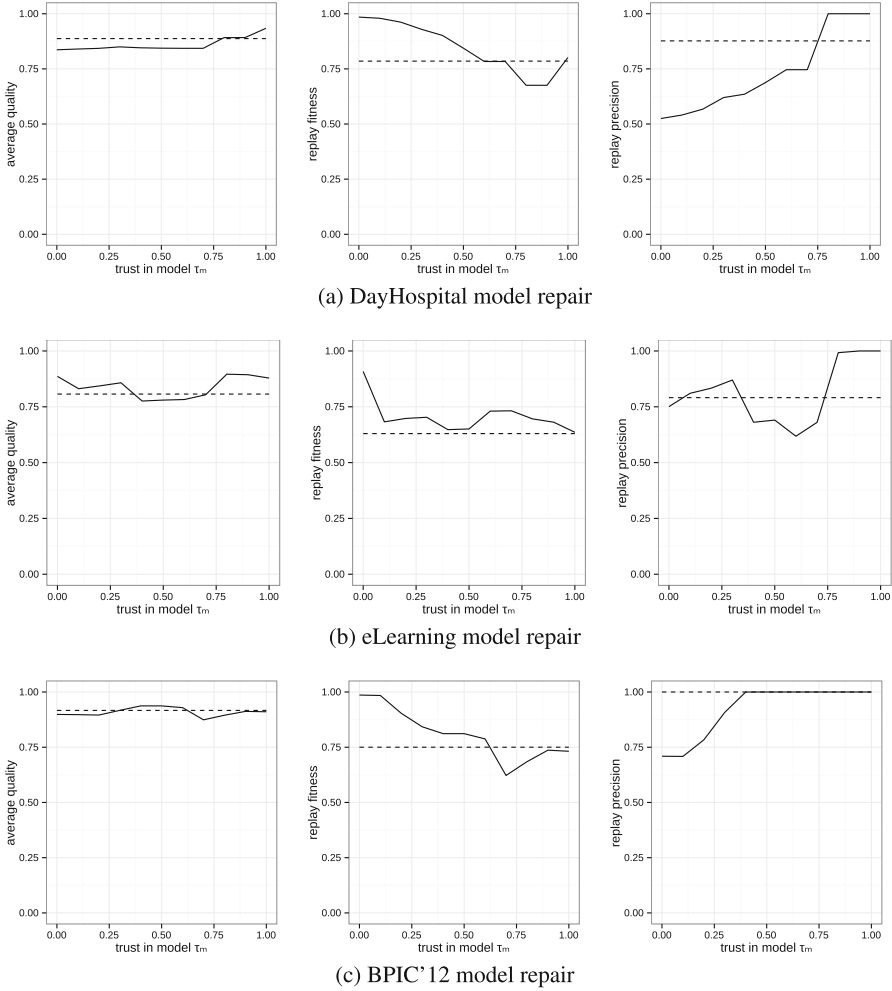 average quality
1.00
0.75
0.50
0.25
0.00
0.00 0.25 0.50 0.75 1.00
trust in model τₘ
replay fitness
1.00
0.75
0.50
0.25
0.00
0.00 0.25 0.50 0.75 1.00
trust in model τₘ
replay precision
1.00
0.75
0.50
0.25
0.00
0.00 0.25 0.50 0.75 1.00
trust in model τₘ
(a) DayHospital model repair
average quality
1.00
0.75
0.50
0.25
0.00
0.00 0.25 0.50 0.75 1.00
trust in model τₘ
replay fitness
1.00
0.75
0.50
0.25
0.00
0.00 0.25 0.50 0.75 1.00
trust in model τₘ
replay precision
1.00
0.75
0.50
0.25
0.00
0.00 0.25 0.50 0.75 1.00
trust in model τₘ
(b) eLearning model repair
average quality
1.00
0.75
0.50
0.25
0.00
0.00 0.25 0.50 0.75 1.00
trust in model τₘ
replay fitness
1.00
0.75
0.50
0.25
0.00
0.00 0.25 0.50 0.75 1.00
trust in model τₘ
replay precision
1.00
0.75
0.50
0.25
0.00
0.00 0.25 0.50 0.75 1.00
trust in model τₘ
(c) BPIC’12 model repair